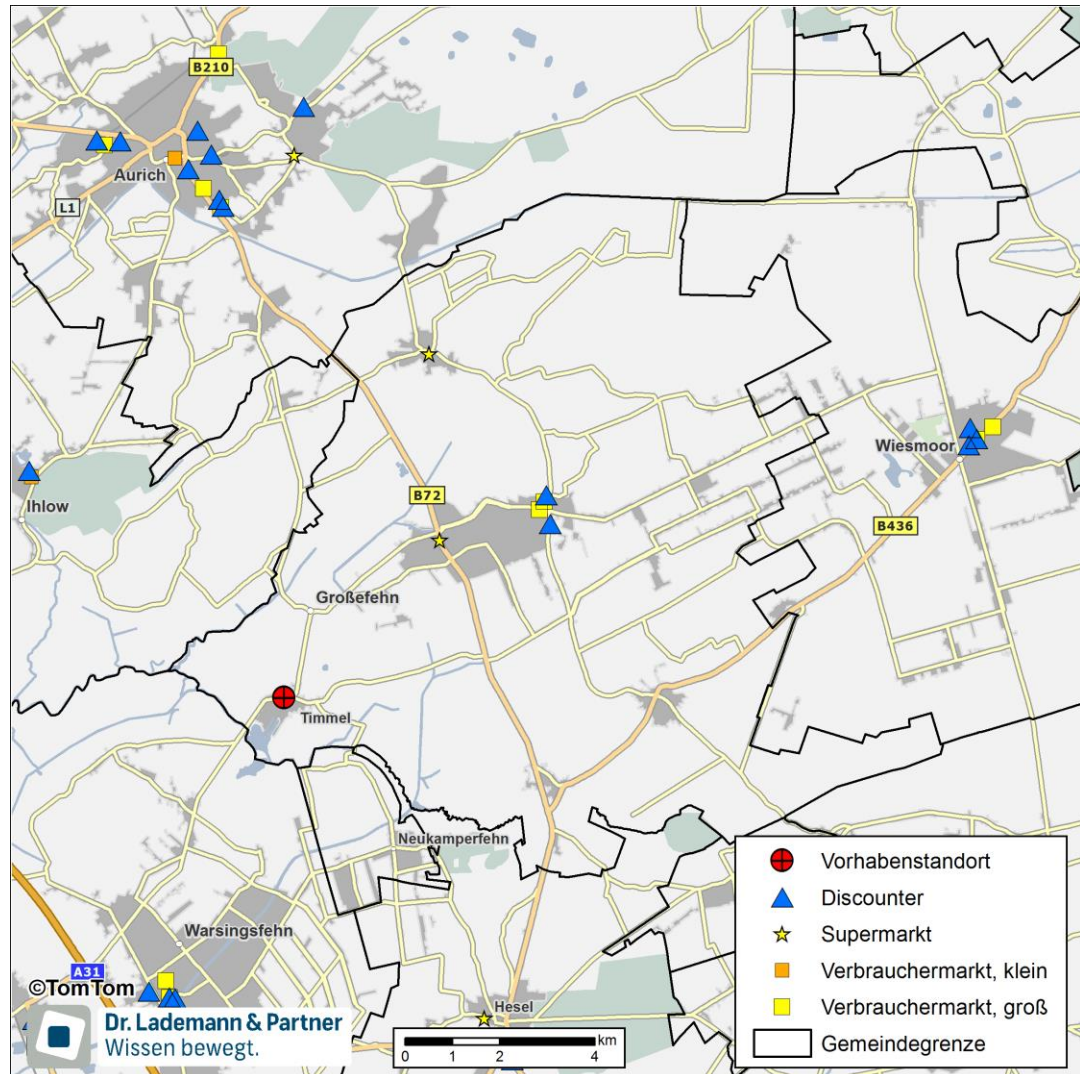 B210
Aurich
L1
Wiesmoor
Ihlow
B72
B436
Großefehn
Timmel
Neukamperfehn
Warsingsfehn
A31
©TomTom
Hesel
Dr. Lademann & Partner
Wissen bewegt.
km
0 1 2 4
Vorhabenstandort
Discounter
Supermarkt
Verbrauchermarkt, klein
Verbrauchermarkt, groß
Gemeindegrenze